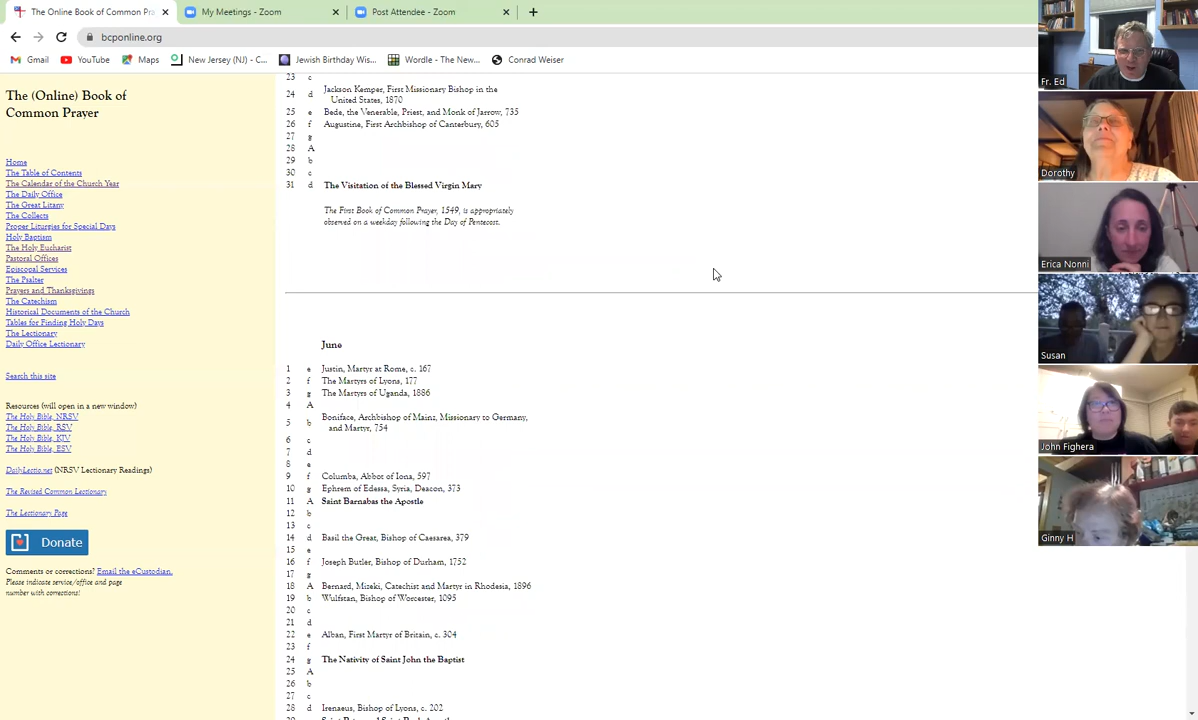 The Online Book of Common Pra
My Meetings - Zoom
Post Attendee - Zoom
bcponline.org
Gmail
YouTube
Maps
New Jersey (NJ) - C...
Jewish Birthday Wis...
Wordle - The New...
Conrad Weiser
The (Online) Book of
Common Prayer
Home
The Table of Contents
The Calendar of the Church Year
The Daily Office
The Great Litany
The Collects
Proper Liturgies for Special Days
Holy Baptism
The Holy Eucharist
Pastoral Offices
Episcopal Services
The Psalter
Prayers and Thanksgivings
The Catechism
Historical Documents of the Church
Tables for Finding Holy Days
The Lectionary
Daily Office Lectionary
Search this site
Resources (will open in a new window)
The Holy Bible, NRSV
The Holy Bible, RSV
The Holy Bible, KJV
The Holy Bible, ESV
DailyLectio.net (NRSV Lectionary Readings)
The Revised Common Lectionary
The Lectionary Page
Donate
Comments or corrections? Email the eCustodian.
Please indicate service/office and page
number with corrections!
23 c
24 d Jackson Kemper, First Missionary Bishop in the
United States, 1870
25 e Bede, the Venerable, Priest, and Monk of Jarrow, 735
26 f Augustine, First Archbishop of Canterbury, 605
27 g
28 A
29 b
30 c
31 d The Visitation of the Blessed Virgin Mary
The First Book of Common Prayer, 1549, is appropriately
observed on a weekday following the Day of Pentecost.
June
1 e Justin, Martyr at Rome, c. 167
2 f The Martyrs of Lyons, 177
3 g The Martyrs of Uganda, 1886
4 A
5 b Boniface, Archbishop of Mainz, Missionary to Germany,
and Martyr, 754
6 c
7 d
8 e
9 f Columba, Abbot of Iona, 597
10 g Ephrem of Edessa, Syria, Deacon, 373
11 A Saint Barnabas the Apostle
12 b
13 c
14 d Basil the Great, Bishop of Caesarea, 379
15 e
16 f Joseph Butler, Bishop of Durham, 1752
17 g
18 A Bernard, Mizeki, Catechist and Martyr in Rhodesia, 1896
19 b Wulfstan, Bishop of Worcester, 1095
20 c
21 d
22 e Alban, First Martyr of Britain, c. 304
23 f
24 g The Nativity of Saint John the Baptist
25 A
26 b
27 c
28 d Irenaeus, Bishop of Lyons, c. 202
Fr. Ed
Dorothy
Erica Nonni
Susan
John Fighera
Ginny H